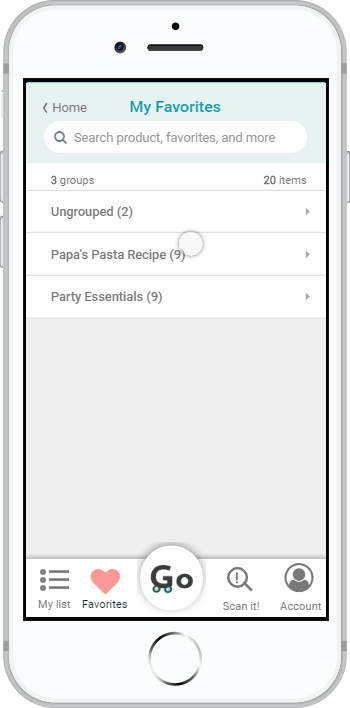 Home
My Favorites
Search product, favorites, and more
3 groups
20 items
Ungrouped (2)
Papa's Pasta Recipe (9)
Party Essentials (9)
Go
My list
Favorites
Scan it!
Account